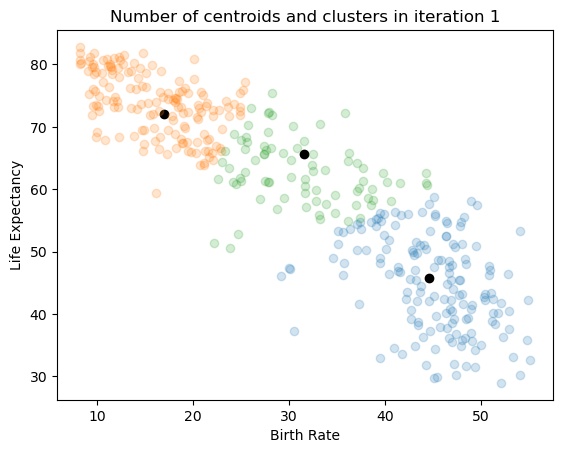 Number of centroids and clusters in iteration 1
Life Expectancy
80
70
60
50
40
30
10 20 30 40 50
Birth Rate